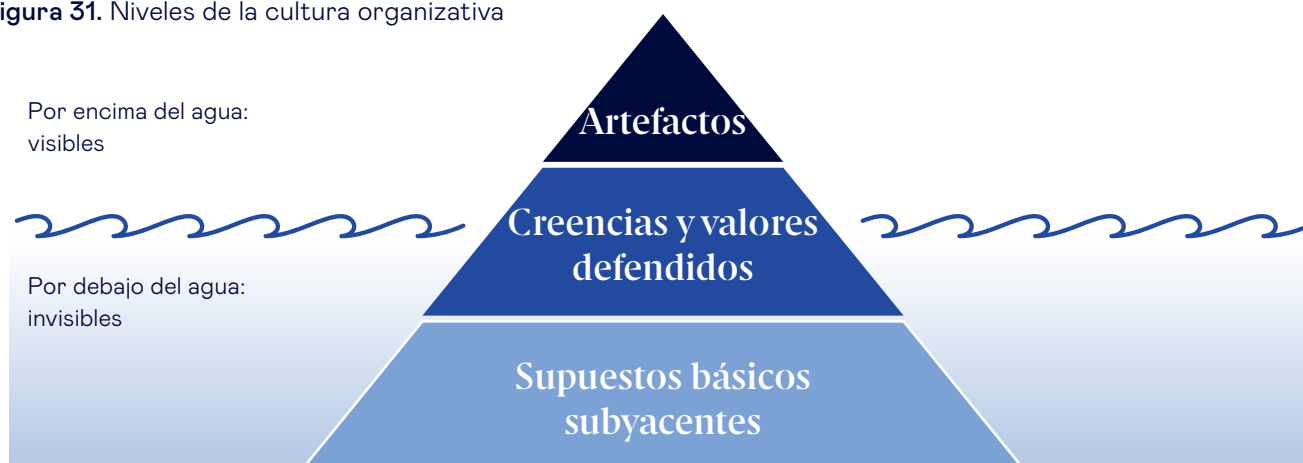 igura 31. Niveles de la cultura organizativa
Por encima del agua:
visibles
Artefactos
Creencias y valores
defendidos
Por debajo del agua:
invisibles
Supuestos básicos
subyacentes